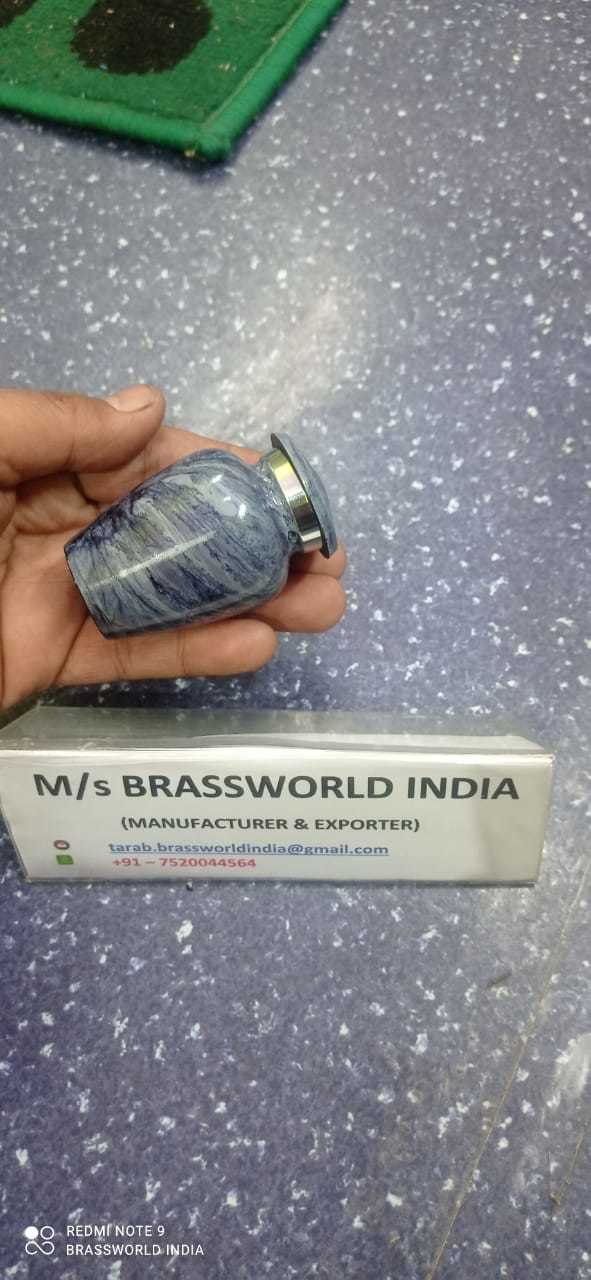 M/s BRASSWORLD INDIA
(MANUFACTURER & EXPORTER)
tarab.brassworldindia@gmail.com
+91 – 7520044564
REDMI NOTE 9
BRASSWORLD INDIA